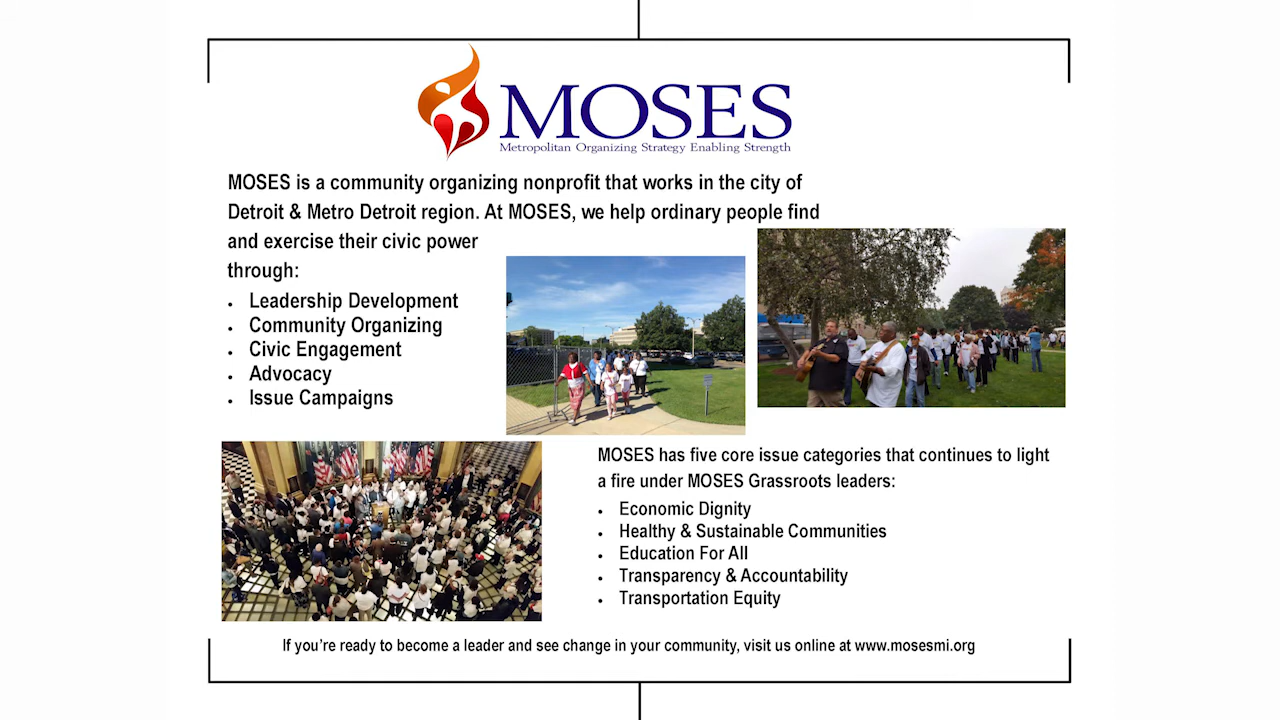 MOSES
Metropolitan Organizing Strategy Enabling Strength
MOSES is a community organizing nonprofit that works in the city of
Detroit & Metro Detroit region. At MOSES, we help ordinary people find
and exercise their civic power
through:
• Leadership Development
• Community Organizing
• Civic Engagement
• Advocacy
• Issue Campaigns
MOSES has five core issue categories that continues to light
a fire under MOSES Grassroots leaders:
• Economic Dignity
• Healthy & Sustainable Communities
• Education For All
• Transparency & Accountability
• Transportation Equity
If you're ready to become a leader and see change in your community, visit us online at www.mosesmi.org